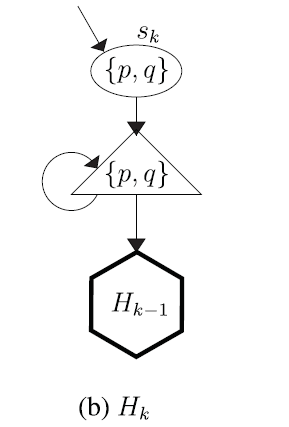 s_k
{p, q}
{p, q}
H_{k−1}
(b) H_k